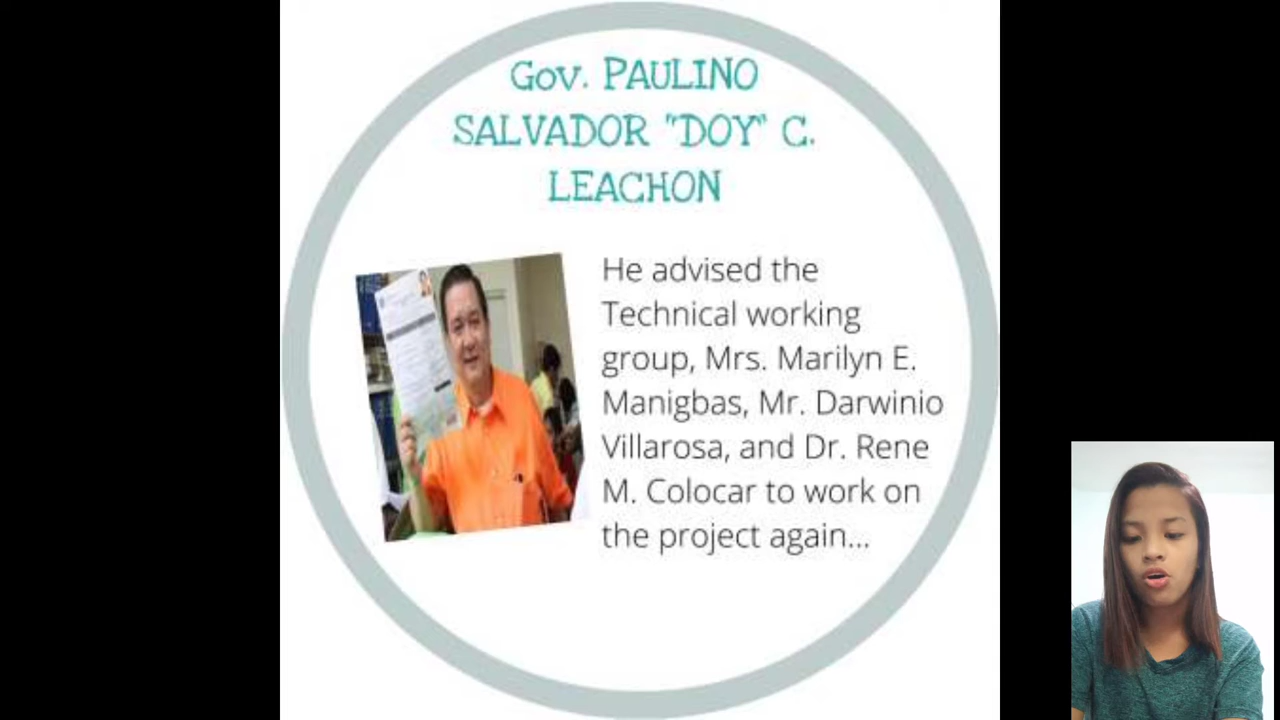 Gov. PAULINO
SALVADOR "DOY" C.
LEACHON
He advised the
Technical working
group, Mrs. Marilyn E.
Manigbas, Mr. Darwinio
Villarosa, and Dr. Rene
M. Colocar to work on
the project again...